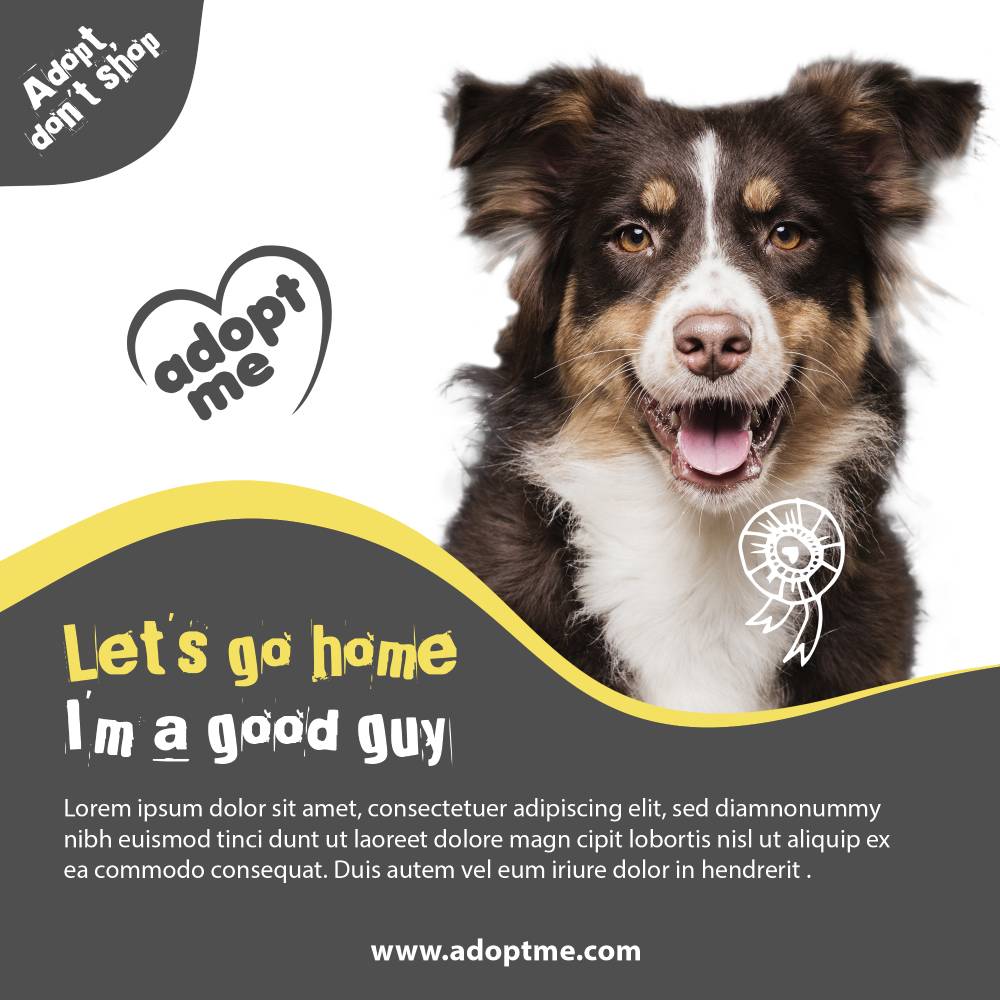 Adopt,
don't shop
adopt
me
Let's go home
I'm a good guy
Lorem ipsum dolor sit amet, consectetuer adipiscing elit, sed diamnonummy
nibh euismod tinci dunt ut laoreet dolore magn cipit lobortis nisl ut aliquip ex
ea commodo consequat. Duis autem vel eum iriure dolor in hendrerit .
www.adoptme.com